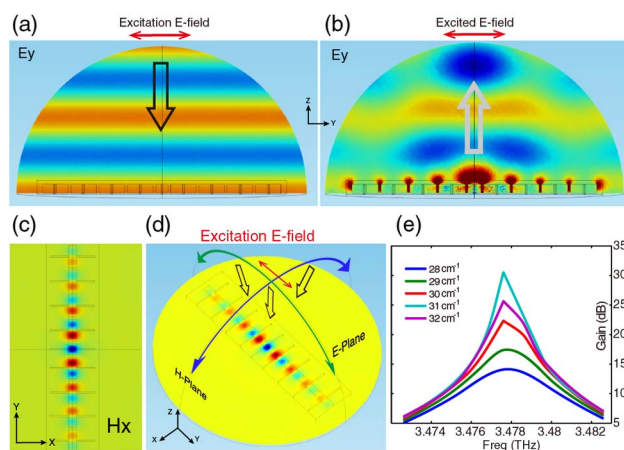 (a)
Excitation E-field
Ey
(b)
Excited E-field
Ey
Z
Y
(c)
Y
X
Hx
(d)
Excitation E-field
E-Plane
H-Plane
Z
X
Y
(e)
28 cm⁻¹
29 cm⁻¹
30 cm⁻¹
31 cm⁻¹
32 cm⁻¹
35
30
25
20
15
10
5
Gain (dB)
3.474
3.476
3.478
3.48
3.482
Freq (THz)